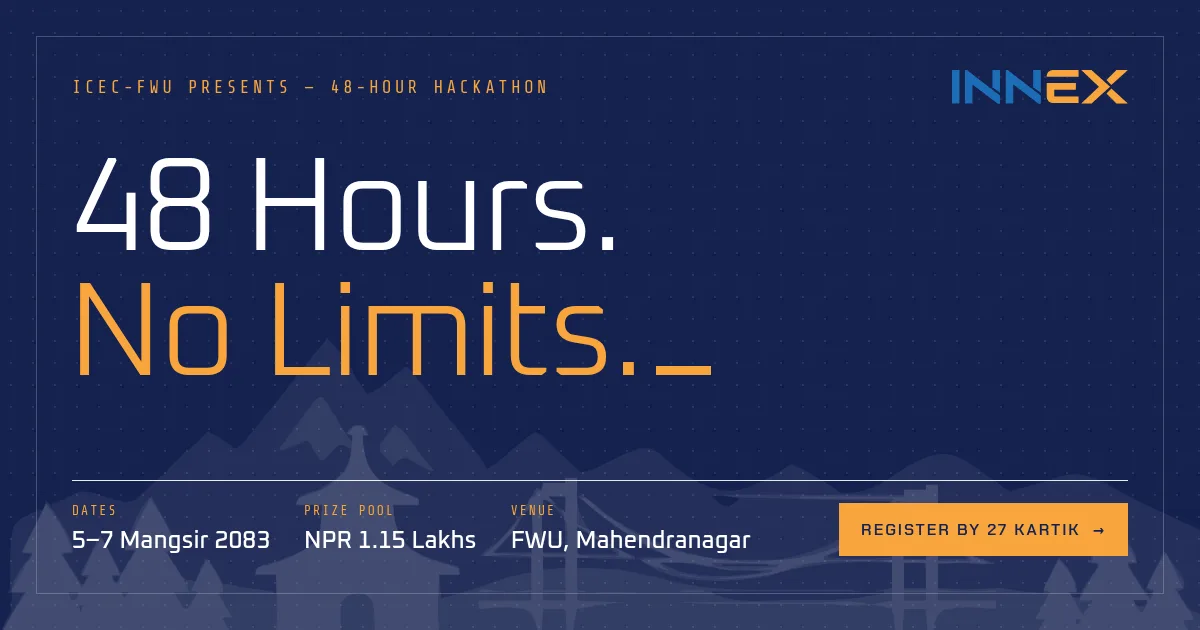 ICEC-FWU PRESENTS – 48-HOUR HACKATHON
INNEX
48 Hours.
No Limits._
DATES
5–7 Mangsir 2083
PRIZE POOL
NPR 1.15 Lakhs
VENUE
FWU, Mahendranagar
REGISTER BY 27 KARTIK →